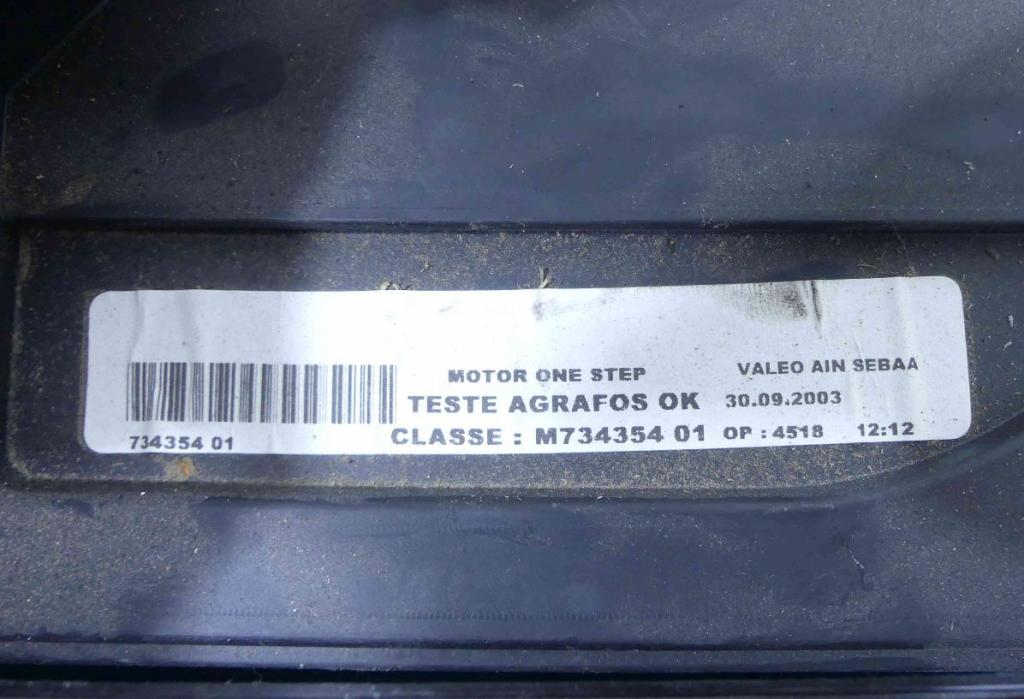 MOTOR ONE STEP
VALEO AIN SEBAA
TESTE AGRAFOS OK
30.09.2003
CLASSE : M734354 01
OP : 4518 12:12
734354 01